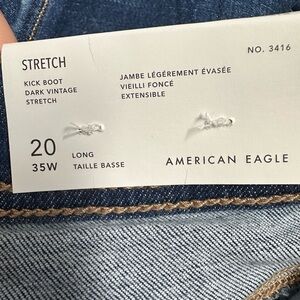 STRETCH
NO. 3416
KICK BOOT
DARK VINTAGE
STRETCH
JAMBE LÉGÉREMENT ÉVASÉE
VIEILLI FONCÉ
EXTENSIBLE
20
35W
LONG
TAILLE BASSE
AMERICAN EAGLE